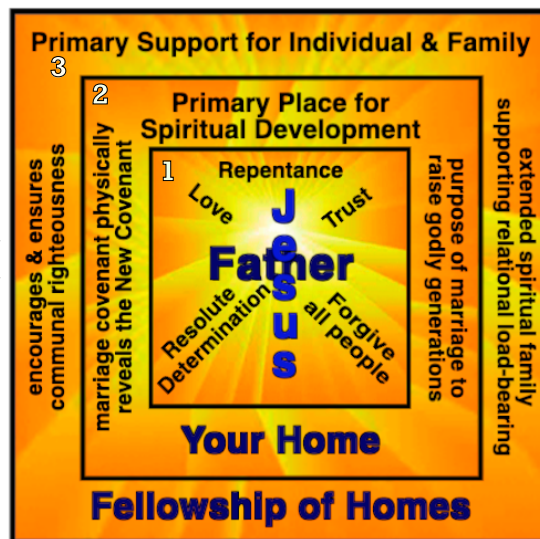 Primary Support for Individual & Family
3
encourages & ensures
communal righteousness
extended spiritual family
supporting relational load-bearing
2
Primary Place for
Spiritual Development
marriage covenant physically
reveals the New Covenant
purpose of marriage to
raise godly generations
1
Repentance
Love
Trust
Jesus
Father
Resolute
Determination
Forgive
all people
Your Home
Fellowship of Homes